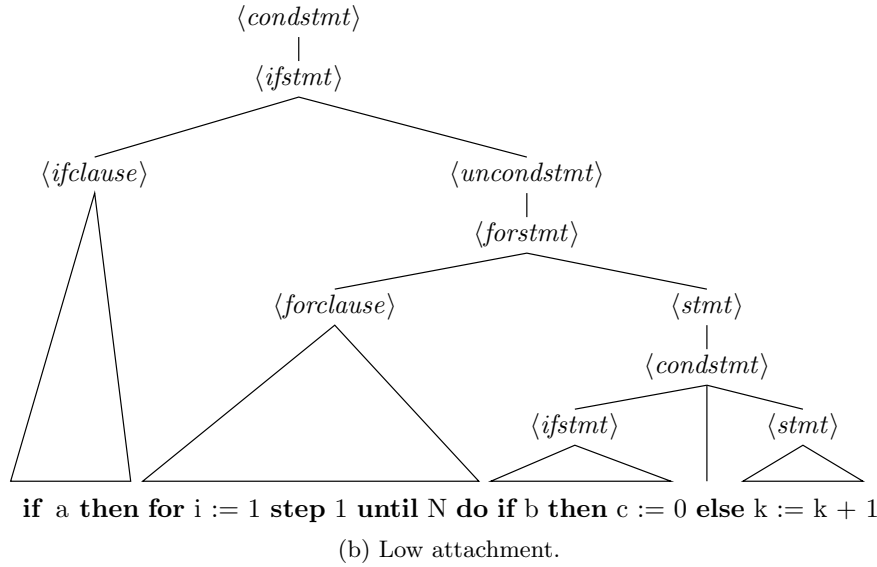 ⟨condstmt⟩
⟨ifstmt⟩
⟨ifclause⟩ ⟨uncondstmt⟩
⟨forstmt⟩
⟨forclause⟩ ⟨stmt⟩
⟨condstmt⟩
⟨ifstmt⟩ ⟨stmt⟩
if a then for i := 1 step 1 until N do if b then c := 0 else k := k + 1
(b) Low attachment.